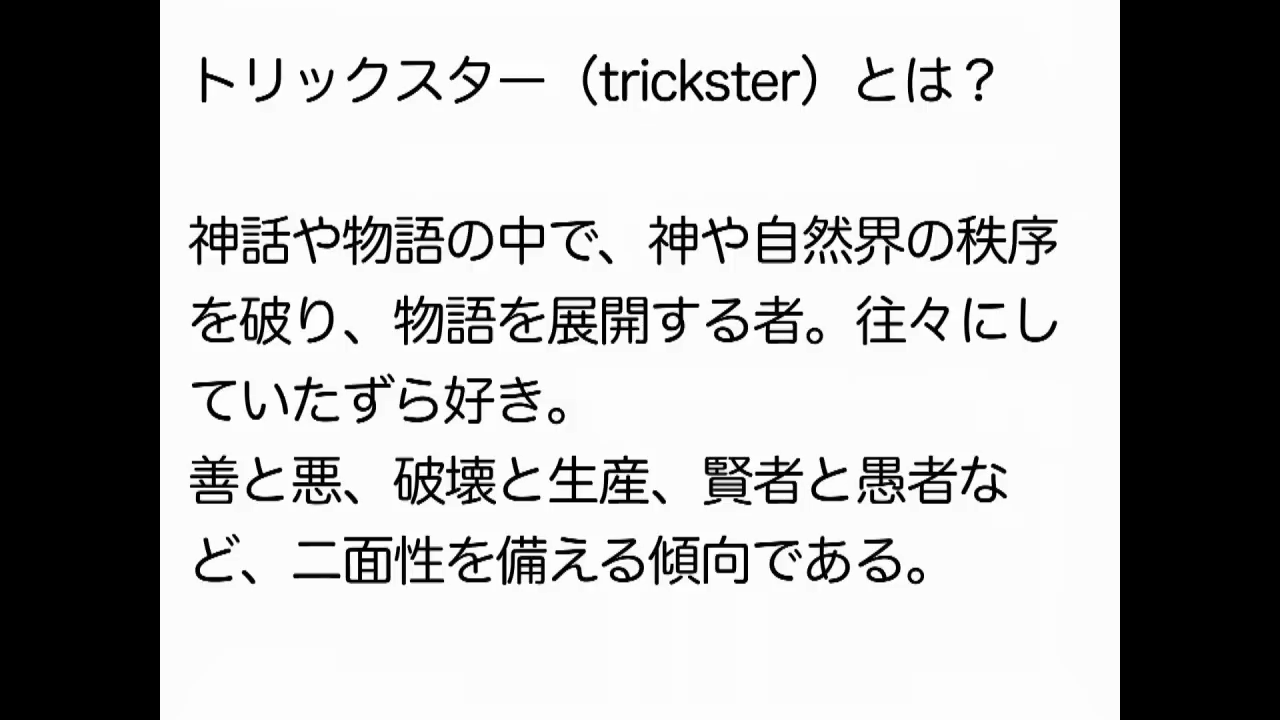 トリックスター（trickster）とは？
神話や物語の中で、神や自然界の秩序
を破り、物語を展開する者。往々にし
ていたずら好き。
善と悪、破壊と生産、賢者と愚者な
ど、二面性を備える傾向である。